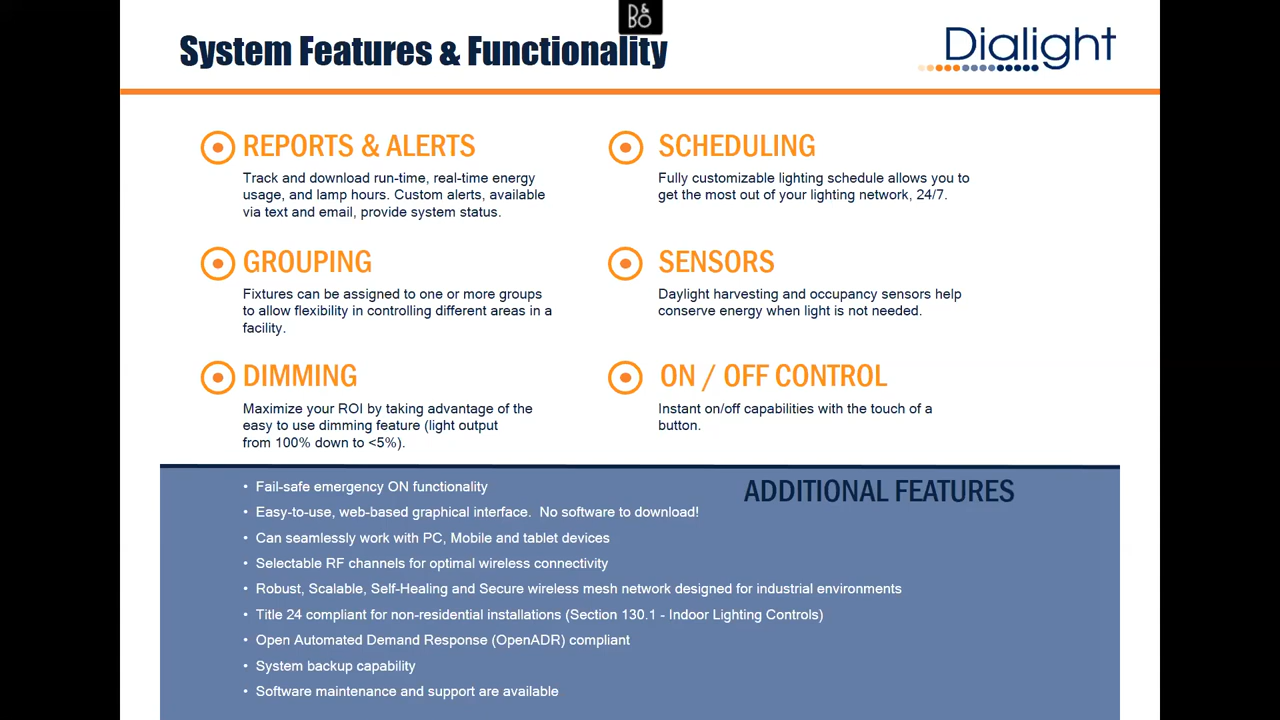 B&O
System Features & Functionality
Dialight
REPORTS & ALERTS
Track and download run-time, real-time energy
usage, and lamp hours. Custom alerts, available
via text and email, provide system status.
SCHEDULING
Fully customizable lighting schedule allows you to
get the most out of your lighting network, 24/7.
GROUPING
Fixtures can be assigned to one or more groups
to allow flexibility in controlling different areas in a
facility.
SENSORS
Daylight harvesting and occupancy sensors help
conserve energy when light is not needed.
DIMMING
Maximize your ROI by taking advantage of the
easy to use dimming feature (light output
from 100% down to <5%).
ON / OFF CONTROL
Instant on/off capabilities with the touch of a
button.
ADDITIONAL FEATURES
• Fail-safe emergency ON functionality
• Easy-to-use, web-based graphical interface.  No software to download!
• Can seamlessly work with PC, Mobile and tablet devices
• Selectable RF channels for optimal wireless connectivity
• Robust, Scalable, Self-Healing and Secure wireless mesh network designed for industrial environments
• Title 24 compliant for non-residential installations (Section 130.1 - Indoor Lighting Controls)
• Open Automated Demand Response (OpenADR) compliant
• System backup capability
• Software maintenance and support are available